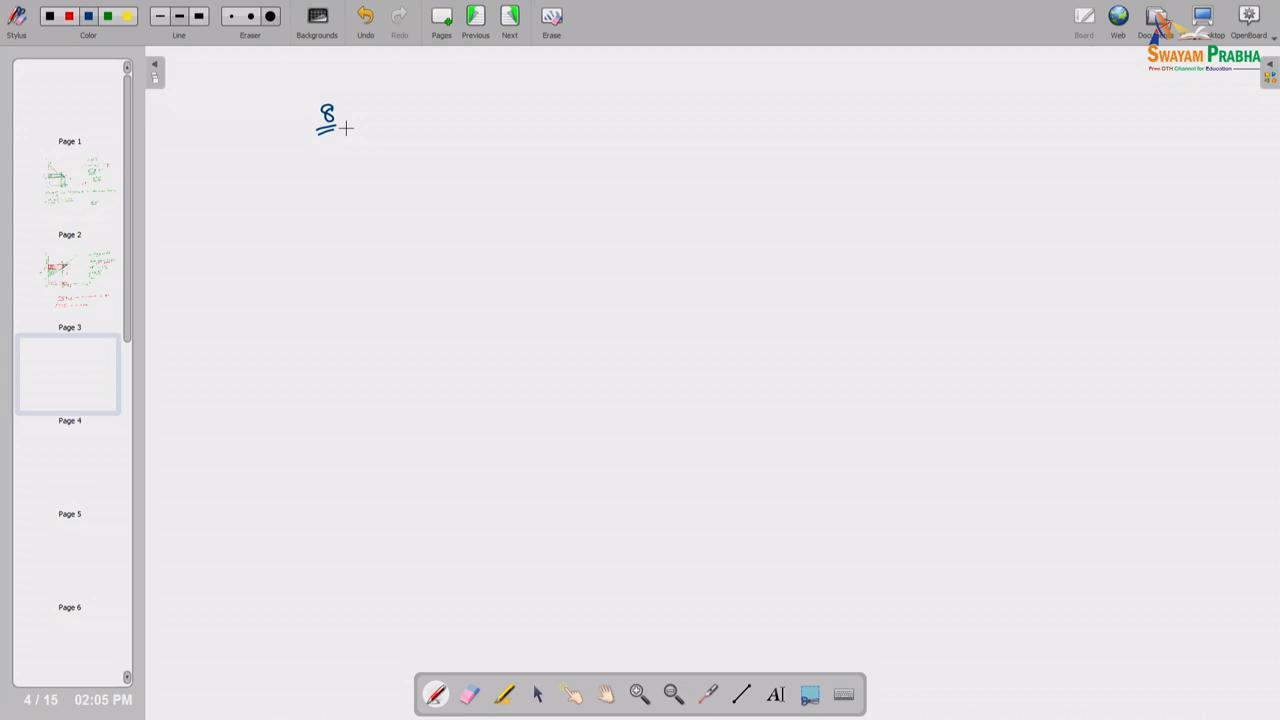 Stylus
Color
Line
Eraser
Backgrounds
Undo
Redo
Pages
Previous
Next
Erase
Board
Web
OpenBoard
SWAYAM PRABHA
Free DTH Channel for Education
8
Page 1
Page 2
Page 3
Page 4
Page 5
Page 6
4 / 15 02:05 PM